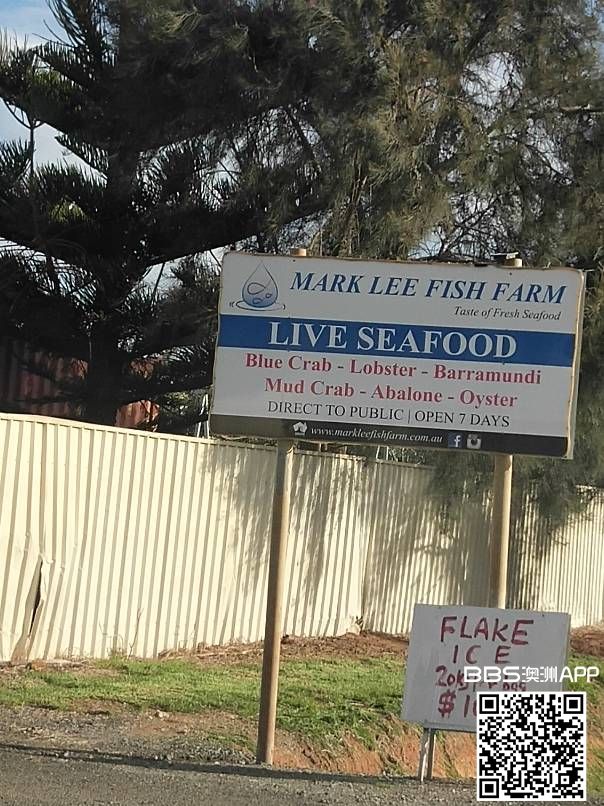 MARK LEE FISH FARM
Taste of Fresh Seafood
LIVE SEAFOOD
Blue Crab - Lobster - Barramundi
Mud Crab - Abalone - Oyster
DIRECT TO PUBLIC | OPEN 7 DAYS
www.markleefishfarm.com.au
FLAKE
ICE
BBS澳洲APP